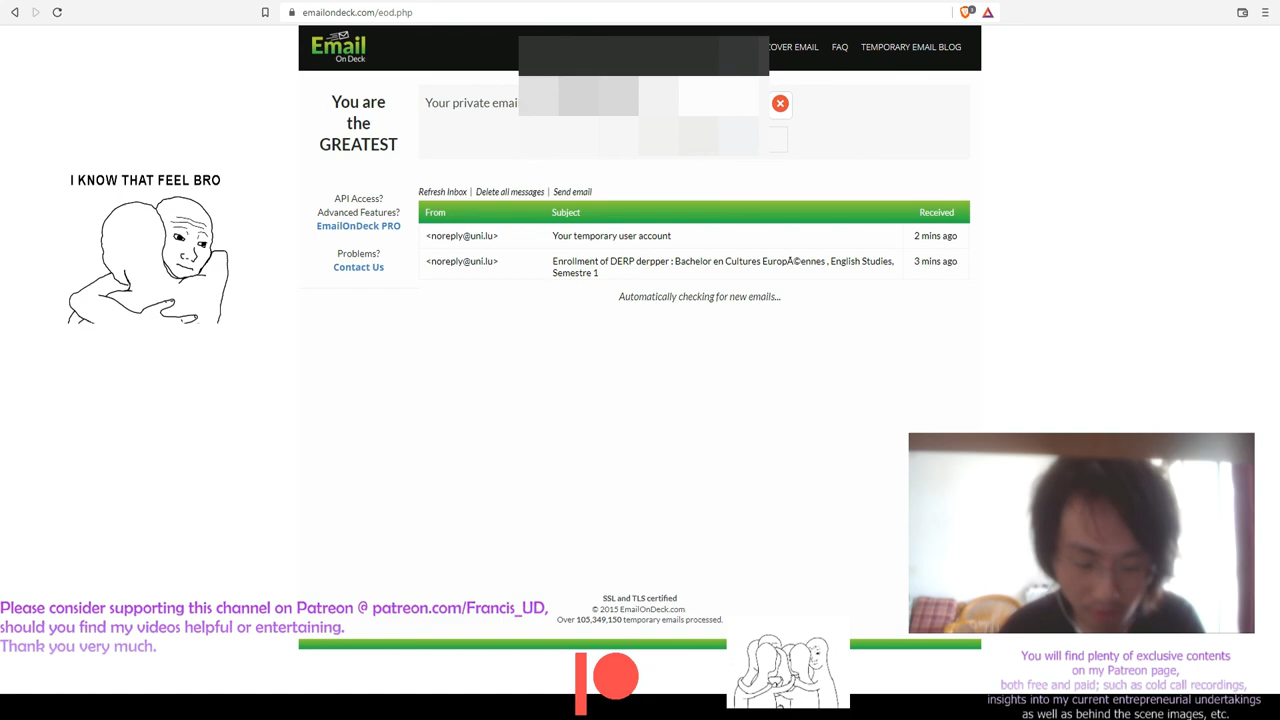 emailondeck.com/eod.php
Email
On Deck
COVER EMAIL
FAQ
TEMPORARY EMAIL BLOG
You are
the
GREATEST
Your private emai
I KNOW THAT FEEL BRO
API Access?
Advanced Features?
EmailOnDeck PRO
Problems?
Contact Us
Refresh Inbox | Delete all messages | Send email
From Subject Received
<noreply@uni.lu> Your temporary user account 2 mins ago
<noreply@uni.lu> Enrollment of DERP derpper : Bachelor en Cultures EuropÃ©ennes , English Studies, 3 mins ago
Semestre 1
Automatically checking for new emails...
SSL and TLS certified
© 2015 EmailOnDeck.com
Over 105,349,150 temporary emails processed.
Please consider supporting this channel on Patreon @ patreon.com/Francis_UD,
should you find my videos helpful or entertaining.
Thank you very much.
You will find plenty of exclusive contents
on my Patreon page,
both free and paid; such as cold call recordings,
insights into my current entrepreneurial undertakings
as well as behind the scene images, etc.